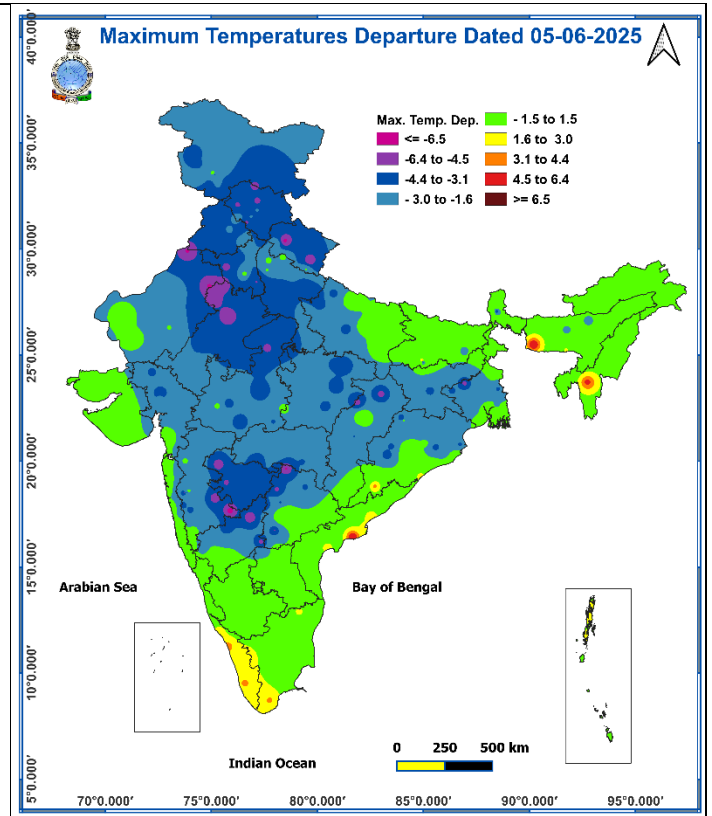 Maximum Temperatures Departure Dated 05-06-2025
Max. Temp. Dep.
<= -6.5
-6.4 to -4.5
-4.4 to -3.1
- 3.0 to -1.6
- 1.5 to 1.5
1.6 to 3.0
3.1 to 4.4
4.5 to 6.4
>= 6.5
40°0.000'
35°0.000'
30°0.000'
25°0.000'
20°0.000'
15°0.000'
10°0.000'
5°0.000'
Arabian Sea
Bay of Bengal
Indian Ocean
0 250 500 km
70°0.000' 75°0.000' 80°0.000' 85°0.000' 90°0.000' 95°0.000'